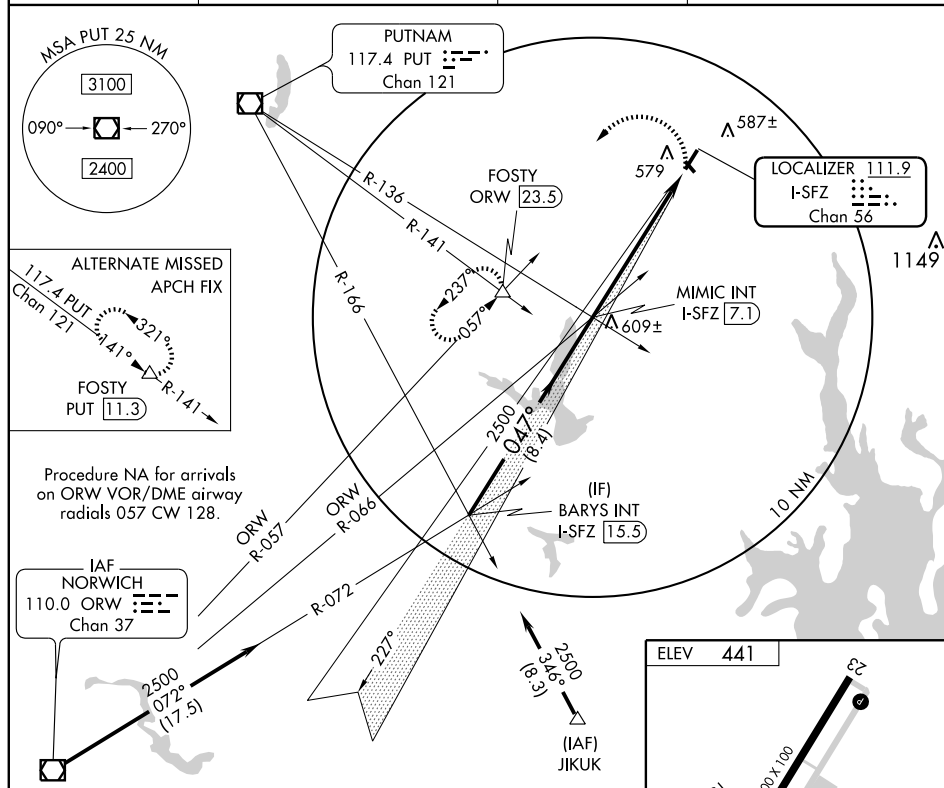 MSA PUT 25 NM
3100
090°
270°
2400
PUTNAM
117.4 PUT
Chan 121
587±
579
LOCALIZER 111.9
I-SFZ
Chan 56
1149
R-136
R-141
R-166
FOSTY
ORW 23.5
237°
057°
ALTERNATE MISSED
APCH FIX
117.4 PUT
Chan 121
321°
141°
R-141
FOSTY
PUT 11.3
MIMIC INT
I-SFZ 7.1
609±
2500
047°
(8.4)
Procedure NA for arrivals
on ORW VOR/DME airway
radials 057 CW 128.
(IF)
BARYS INT
I-SFZ 15.5
10 NM
ORW
R-057
ORW
R-066
R-072
IAF
NORWICH
110.0 ORW
Chan 37
227°
2500
072°
(17.5)
2500
346°
(8.3)
(IAF)
JIKUK
ELEV 441
23
P
00 X 100